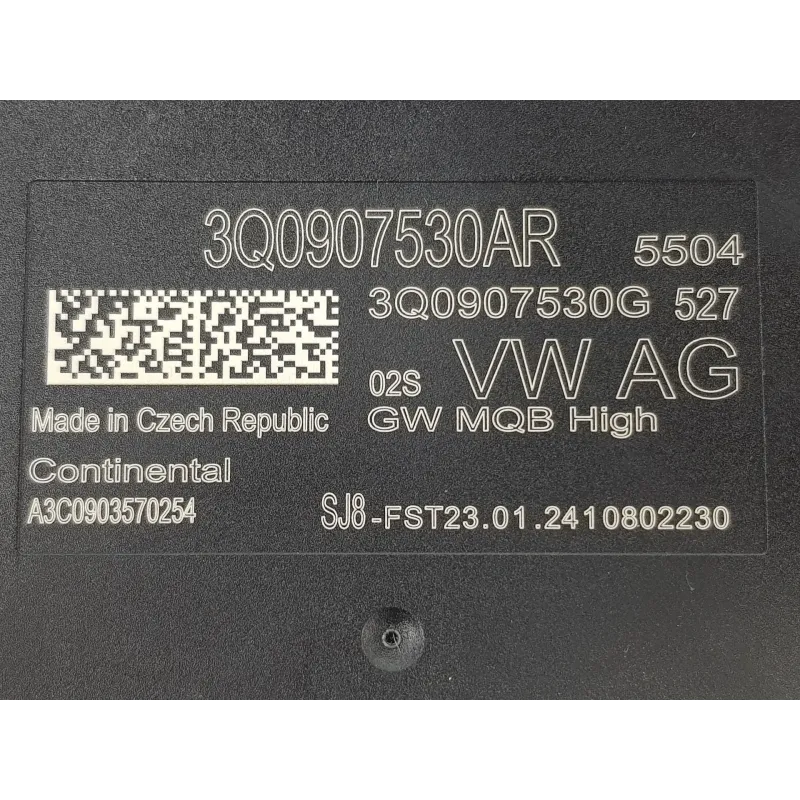 3Q0907530AR 5504
3Q0907530G 527
02S VW AG
Made in Czech Republic GW MQB High
Continental
A3C0903570254 SJ8-FST23.01.2410802230